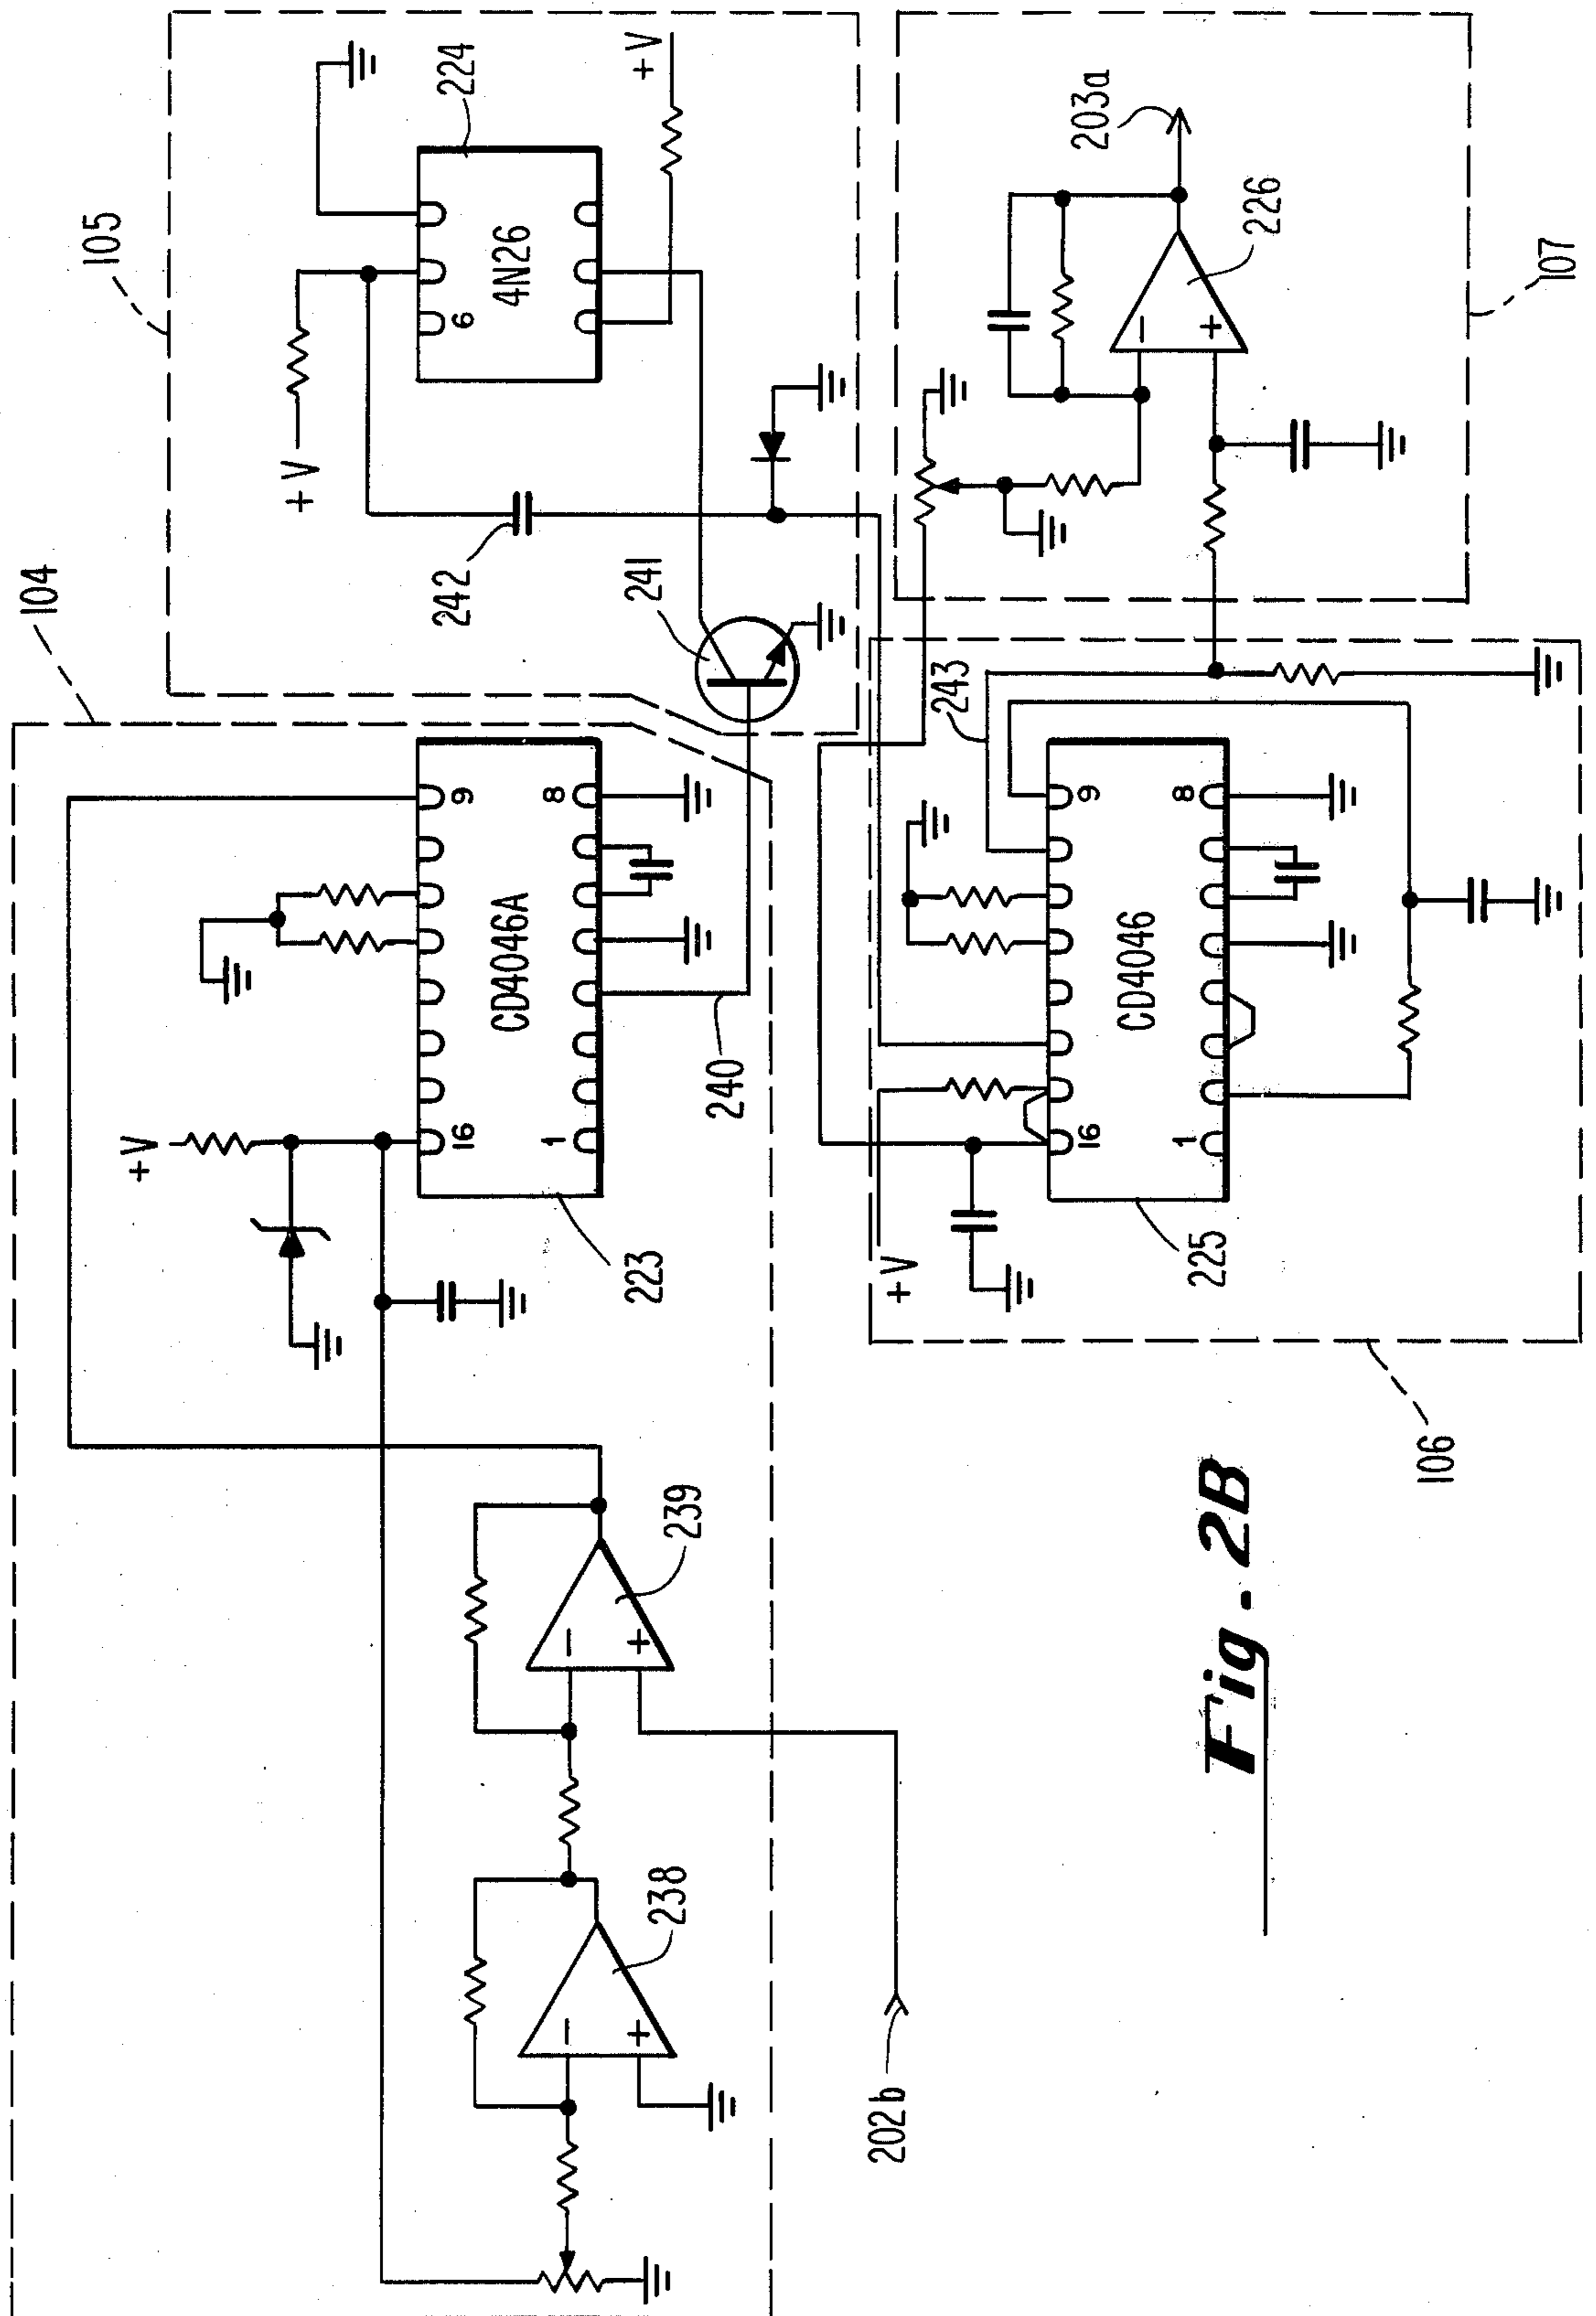 104
105
+V
+V
6
4N26
224
+V
242
241
16
9
CD4046A
1
8
223
240
239
-
+
238
-
+
202b
+V
243
16
9
CD4046
1
8
225
106
203a
-
+
226
107
Fig - 2B